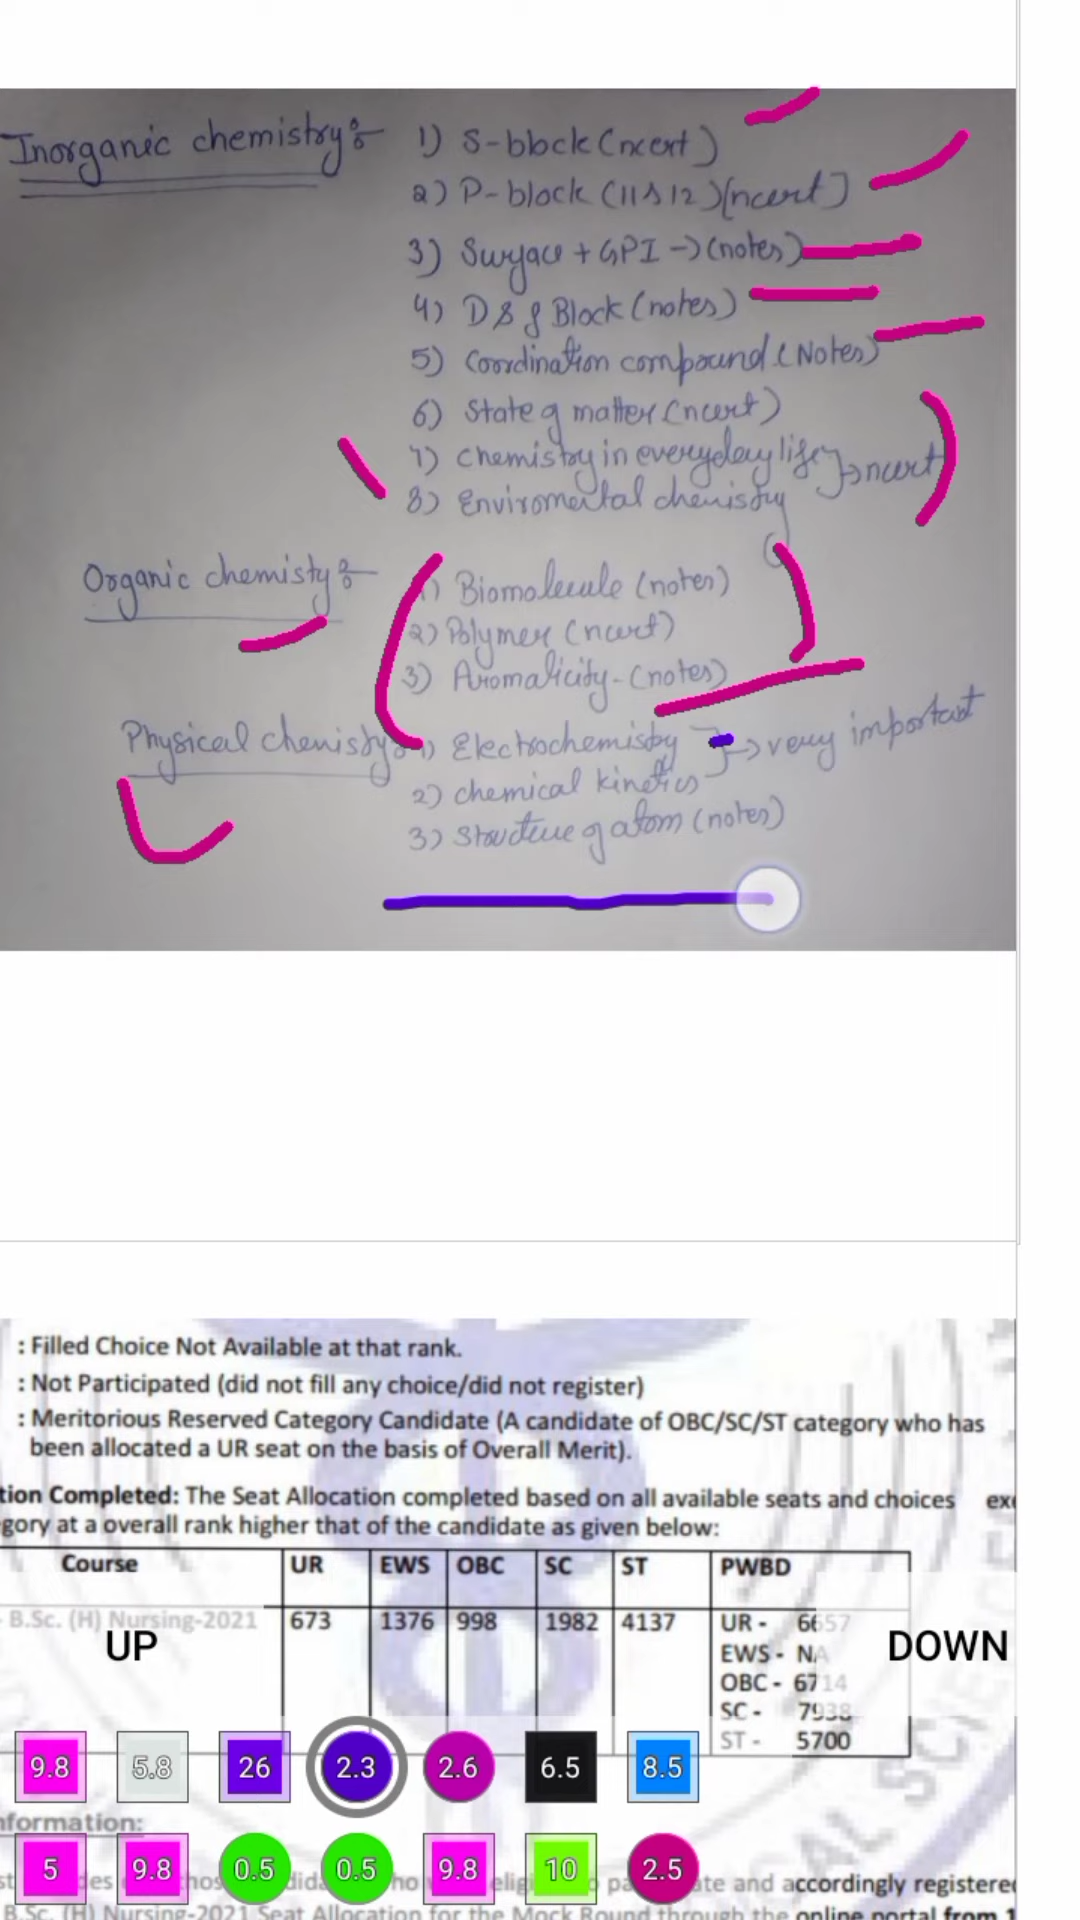 Inorganic chemistry:-
1) S-block (ncert)
2) P-block (11 & 12) [ncert]
3) Surface + GPI -> (notes)
4) D & f Block (notes)
5) Coordination compound. (Notes)
6) State of matter (ncert)
7) Chemistry in everyday life
8) Enviromental chemistry
}->ncert
Organic chemisty:-
1) Biomolecule (notes)
2) Polymer (ncert)
3) Aromaticity - (notes)
Physical chemistry:-
1) Electrochemistry
2) chemical kinetics
}-> very important
3) Structure of atom (notes)
: Filled Choice Not Available at that rank.
: Not Participated (did not fill any choice/did not register)
: Meritorious Reserved Category Candidate (A candidate of OBC/SC/ST category who has
been allocated a UR seat on the basis of Overall Merit).
tion Completed: The Seat Allocation completed based on all available seats and choices
gory at a overall rank higher that of the candidate as given below:
Course UR EWS OBC SC ST PWBD
B.Sc. (H) Nursing-2021 673 1376 998 1982 4137 UR - 6657
EWS - NA
OBC - 6714
SC - 7938
ST - 5700
UP DOWN
9.8 5.8 26 2.3 2.6 6.5 8.5
nformation:
5 9.8 0.5 0.5 9.8 10 2.5
and accordingly registered
B.Sc. (H) Nursing-2021 Seat Allocation for the Mock Round through the online portal from 1